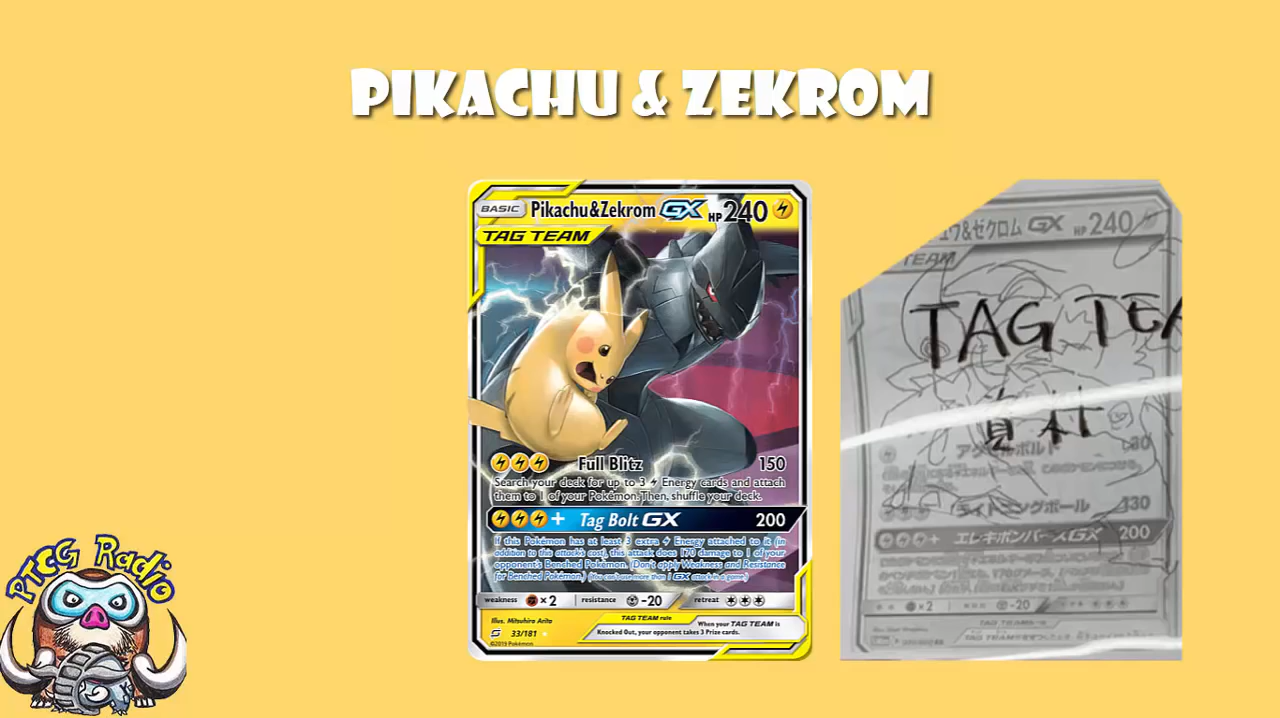 PIKACHU & ZEKROM
BASIC Pikachu&Zekrom GX HP 240
TAG TEAM
Full Blitz 150
Search your deck for up to 3 Energy cards and attach
them to 1 of your Pokémon. Then, shuffle your deck.
+ Tag Bolt GX 200
If this Pokémon has at least 3 extra Energy attached to it (in
addition to this attack's cost), this attack does 170 damage to 1 of your
opponent's Benched Pokémon. (Don't apply Weakness and Resistance
for Benched Pokémon.) (You can't use more than 1 GX attack in a game.)
weakness ×2 resistance -20 retreat
TAG TEAM rule
When your TAG TEAM is
Knocked Out, your opponent takes 3 Prize cards.
Illus. Mitsuhiro Arita
33/181
©2019 Pokémon
&ゼクロム GX HP 240
TEAM
TAG TEA
資料
ライトニングボール 130
+ エレキボンバーズGX 200
×2 -20
PTCG Radio